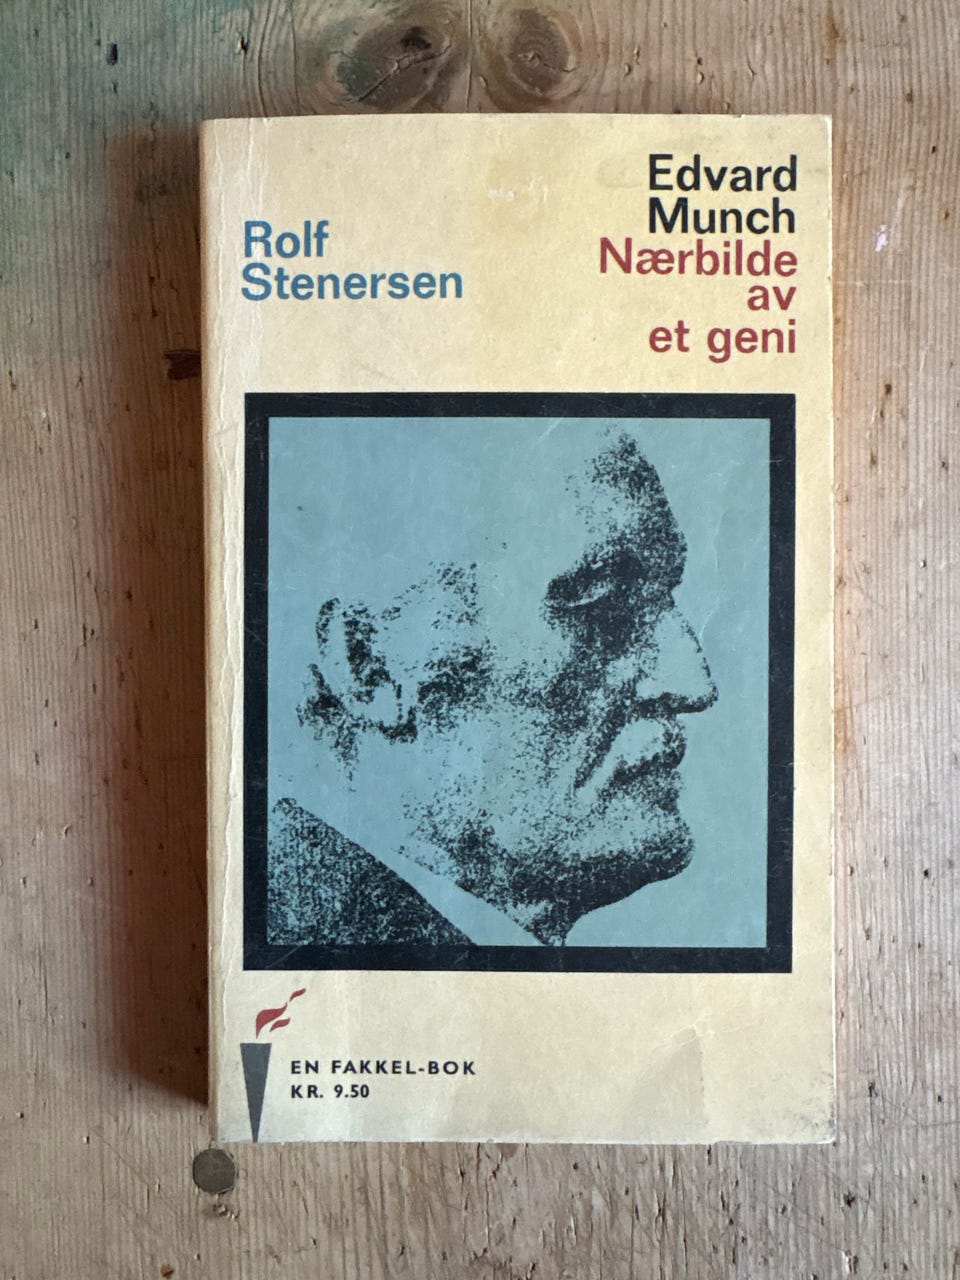 Rolf
Stenersen
Edvard
Munch
Nærbilde
av
et geni
EN FAKKEL-BOK
KR. 9.50